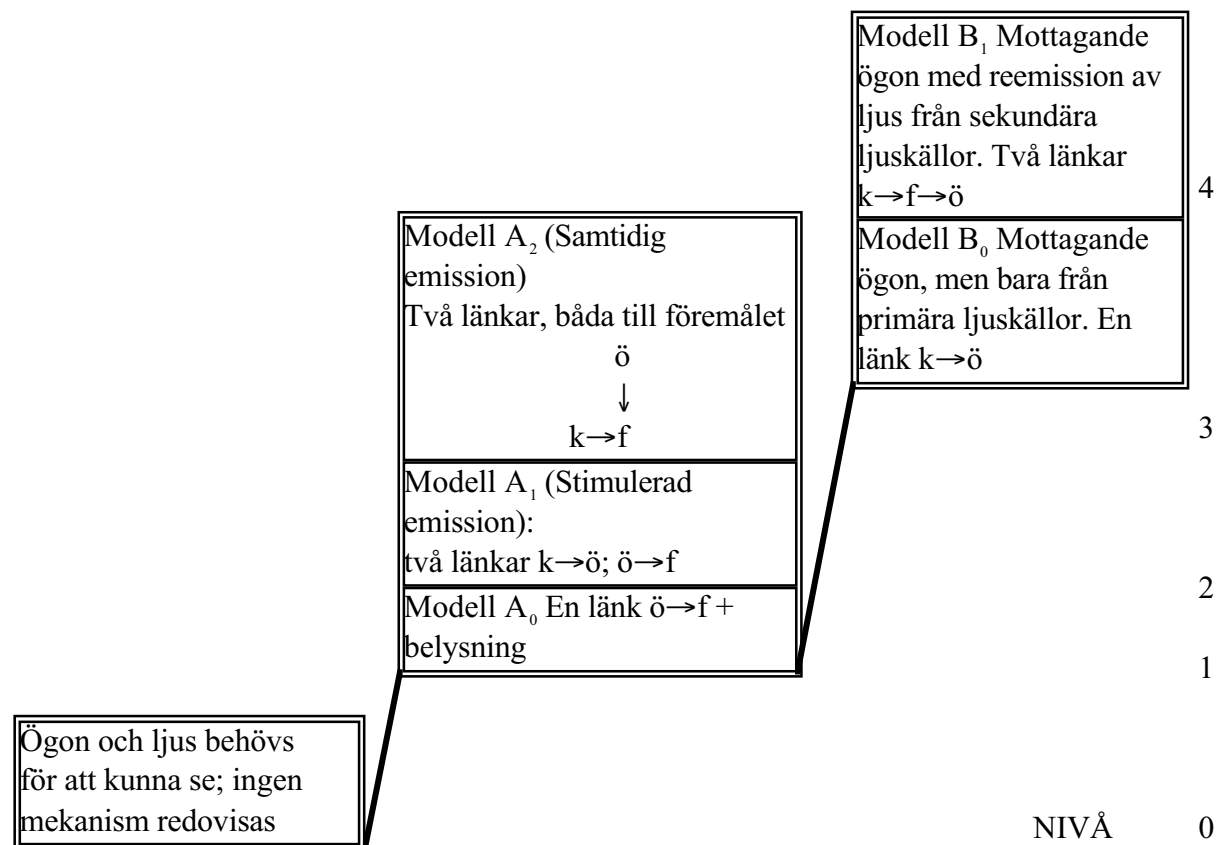 Modell B₁ Mottagande
ögon med reemission av
ljus från sekundära
ljuskällor. Två länkar
k→f→ö
4
Modell B₀ Mottagande
ögon, men bara från
primära ljuskällor. En
länk k→ö
Modell A₂ (Samtidig
emission)
Två länkar, båda till föremålet
ö
↓
k→f
3
Modell A₁ (Stimulerad
emission):
två länkar k→ö; ö→f
2
Modell A₀ En länk ö→f +
belysning
1
Ögon och ljus behövs
för att kunna se; ingen
mekanism redovisas
NIVÅ 0